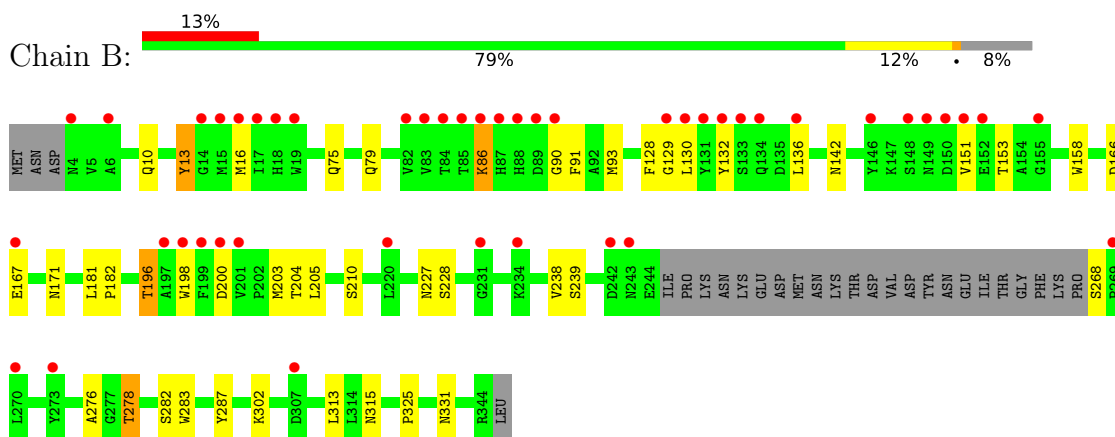 13%
Chain B:
79% 12% • 8%
MET ASN ASP N4 V5 A6 Q10 Y13 G14 M15 M16 I17 H18 W19 Q75 Q79 V82 V83 T84 T85 K86 H87 H88 D89 G90 F91 A92 M93 F128 G129 L130 Y131 Y132 S133 Q134 D135 L136 N142 Y146 K147 S148 N149 D150 V151 E152 T153 A154 G155 W158
E167 N171 L181 P182 T196 A197 W198 F199 D200 V201 P202 M203 T204 L205 S210 L220 N227 S228 G231 K234 V238 S239 D242 N243 E244 ILE PRO LYS ASN LYS GLU ASP MET ASN LYS THR ASP VAL ASP TYR ASN GLU ILE THR GLY PHE LYS PRO S268
L270 Y273 A276 G277 T278 S282 W283 Y287 K302 D307 L313 L314 N315 P325 N331 R344 LEU